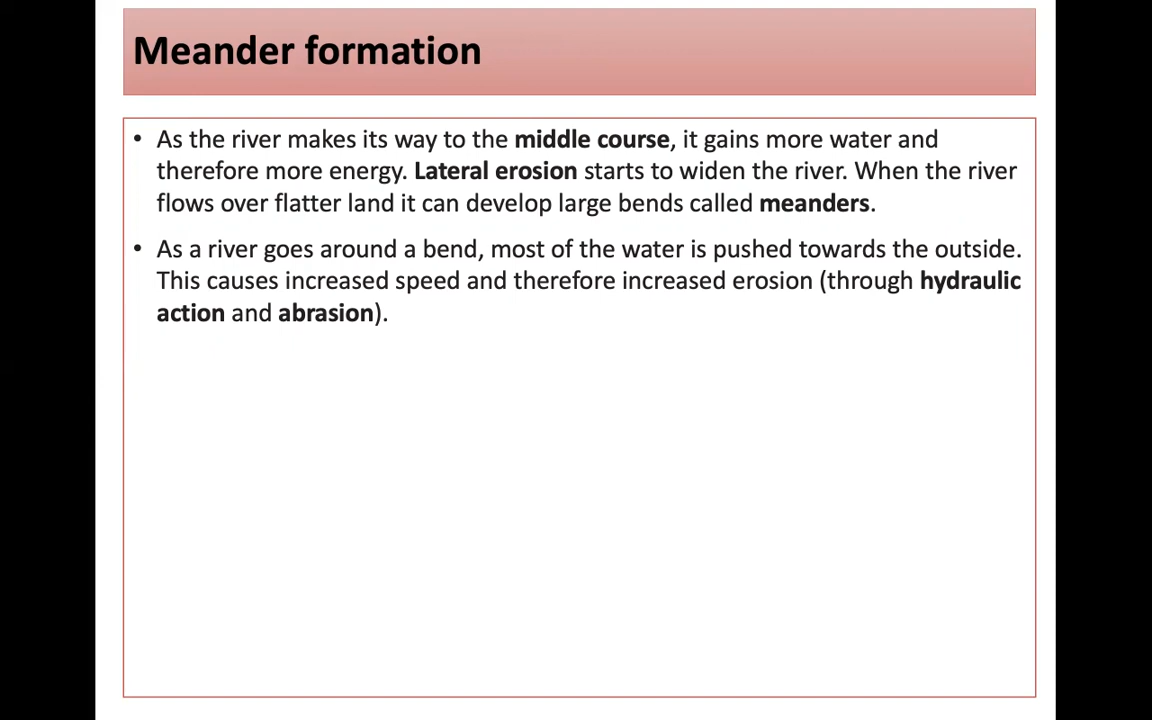 Meander formation
• As the river makes its way to the middle course, it gains more water and
therefore more energy. Lateral erosion starts to widen the river. When the river
flows over flatter land it can develop large bends called meanders.
• As a river goes around a bend, most of the water is pushed towards the outside.
This causes increased speed and therefore increased erosion (through hydraulic
action and abrasion).